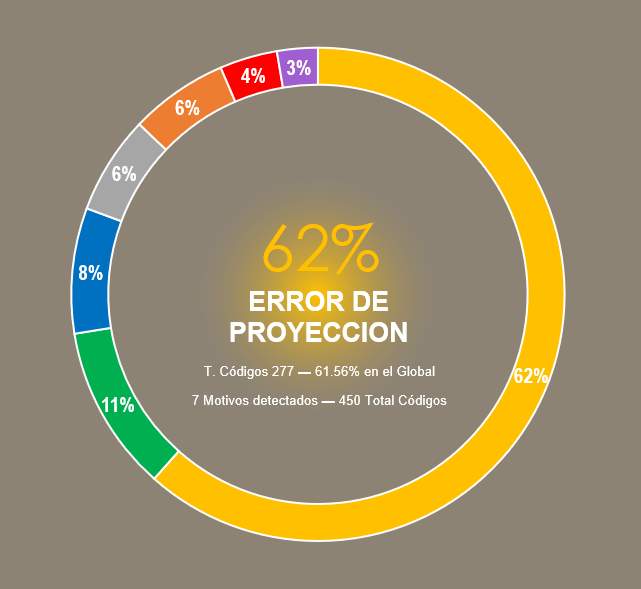 3%
4%
6%
6%
62%
ERROR DE
PROYECCION
8%
T. Códigos 277 — 61.56% en el Global
62%
7 Motivos detectados — 450 Total Códigos
11%